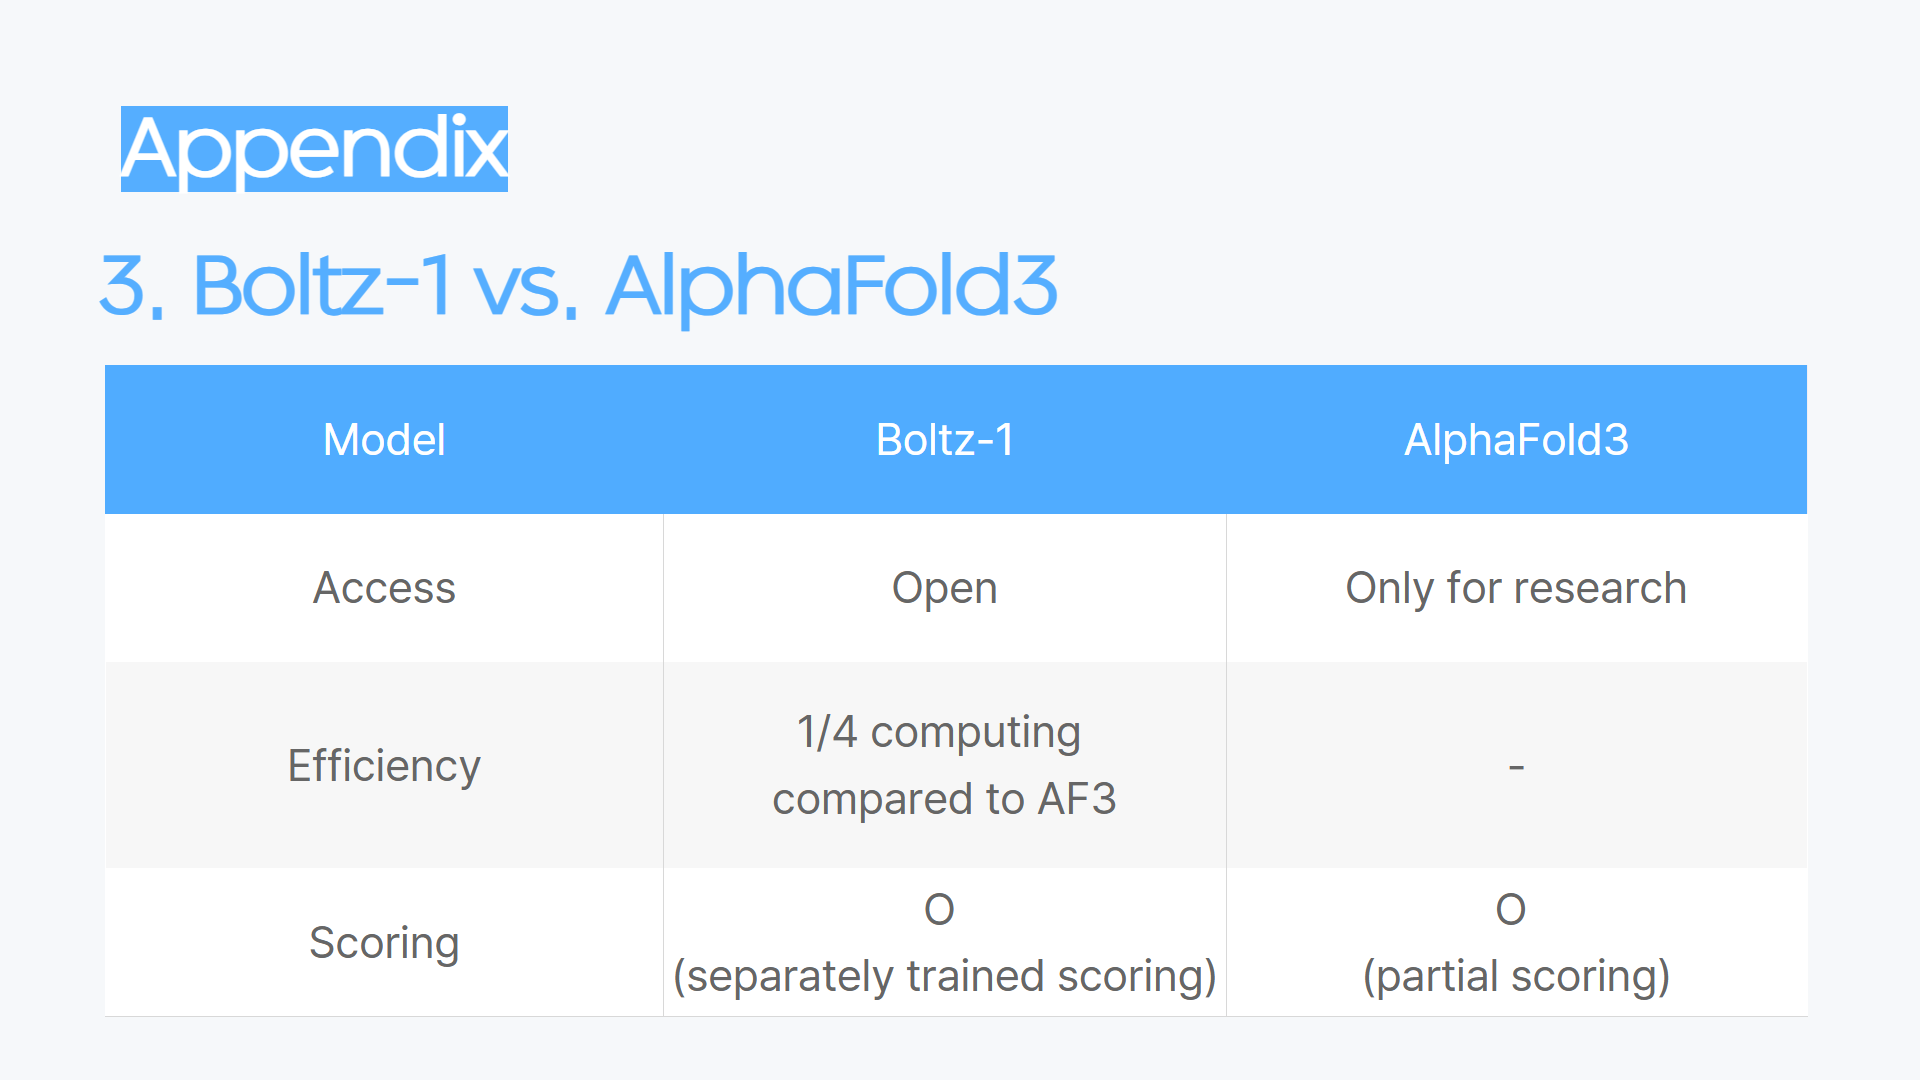 Appendix
3. Boltz-1 vs. AlphaFold3
Model Boltz-1 AlphaFold3
Access Open Only for research
Efficiency 1/4 computing
compared to AF3 -
Scoring O
(separately trained scoring) O
(partial scoring)